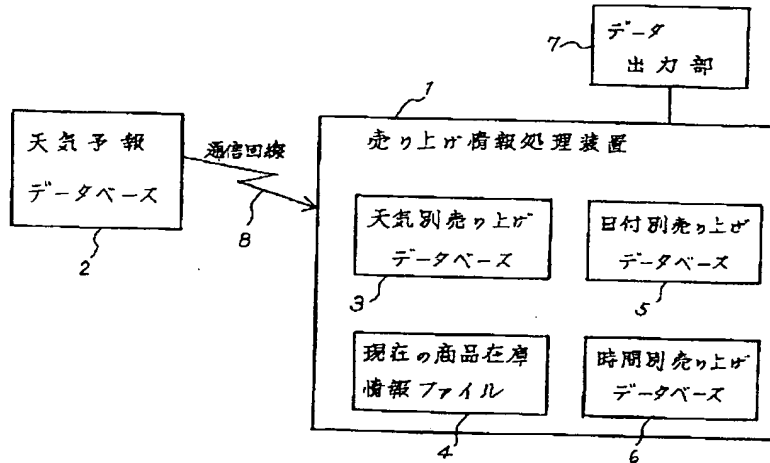 7
データ
出力部
1
天気予報
データベース
2
通信回線
8
売り上げ情報処理装置
天気別売り上げ
データベース
3
日付別売り上げ
データベース
5
現在の商品在庫
情報ファイル
4
時間別売り上げ
データベース
6